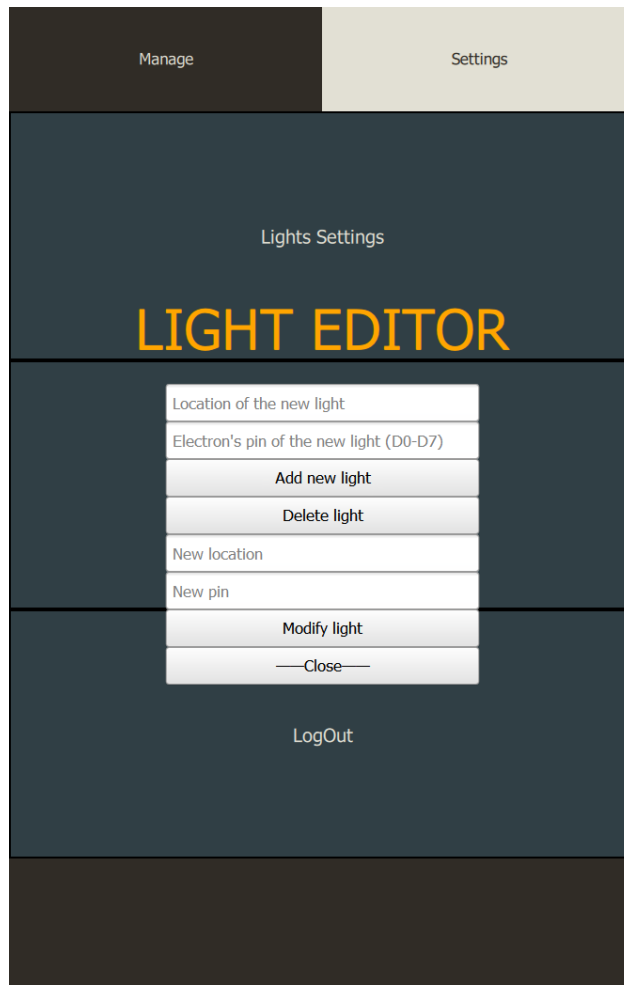 Manage
Settings
Lights Settings
LIGHT EDITOR
Location of the new light
Electron's pin of the new light (D0-D7)
Add new light
Delete light
New location
New pin
Modify light
——Close——
LogOut